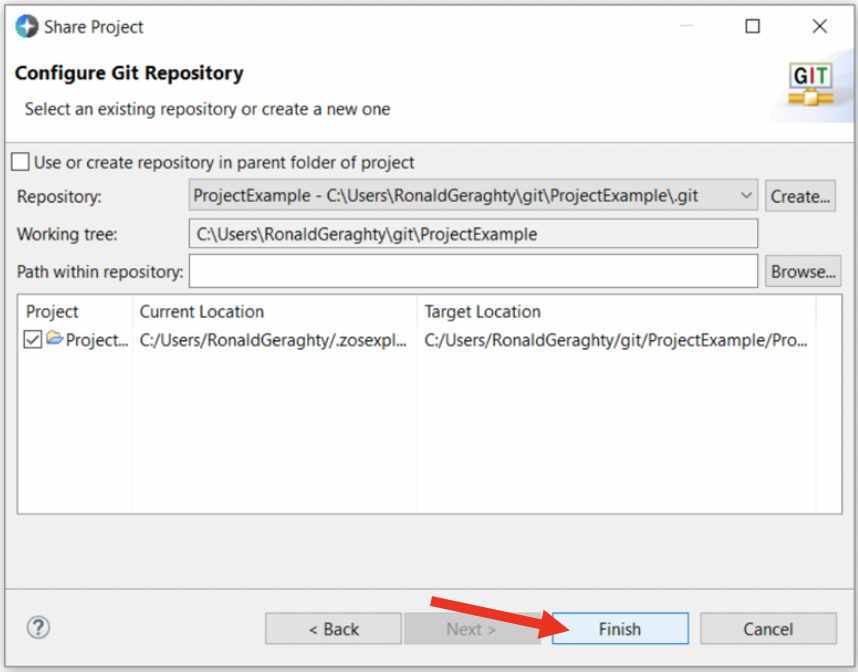 Share Project
Configure Git Repository
GIT
Select an existing repository or create a new one
Use or create repository in parent folder of project
Repository: ProjectExample - C:\Users\RonaldGeraghty\git\ProjectExample\.git Create...
Working tree: C:\Users\RonaldGeraghty\git\ProjectExample
Path within repository: Browse...
Project Current Location Target Location
Project... C:/Users/RonaldGeraghty/.zosexpl... C:/Users/RonaldGeraghty/git/ProjectExample/Pro...
? < Back Next > Finish Cancel